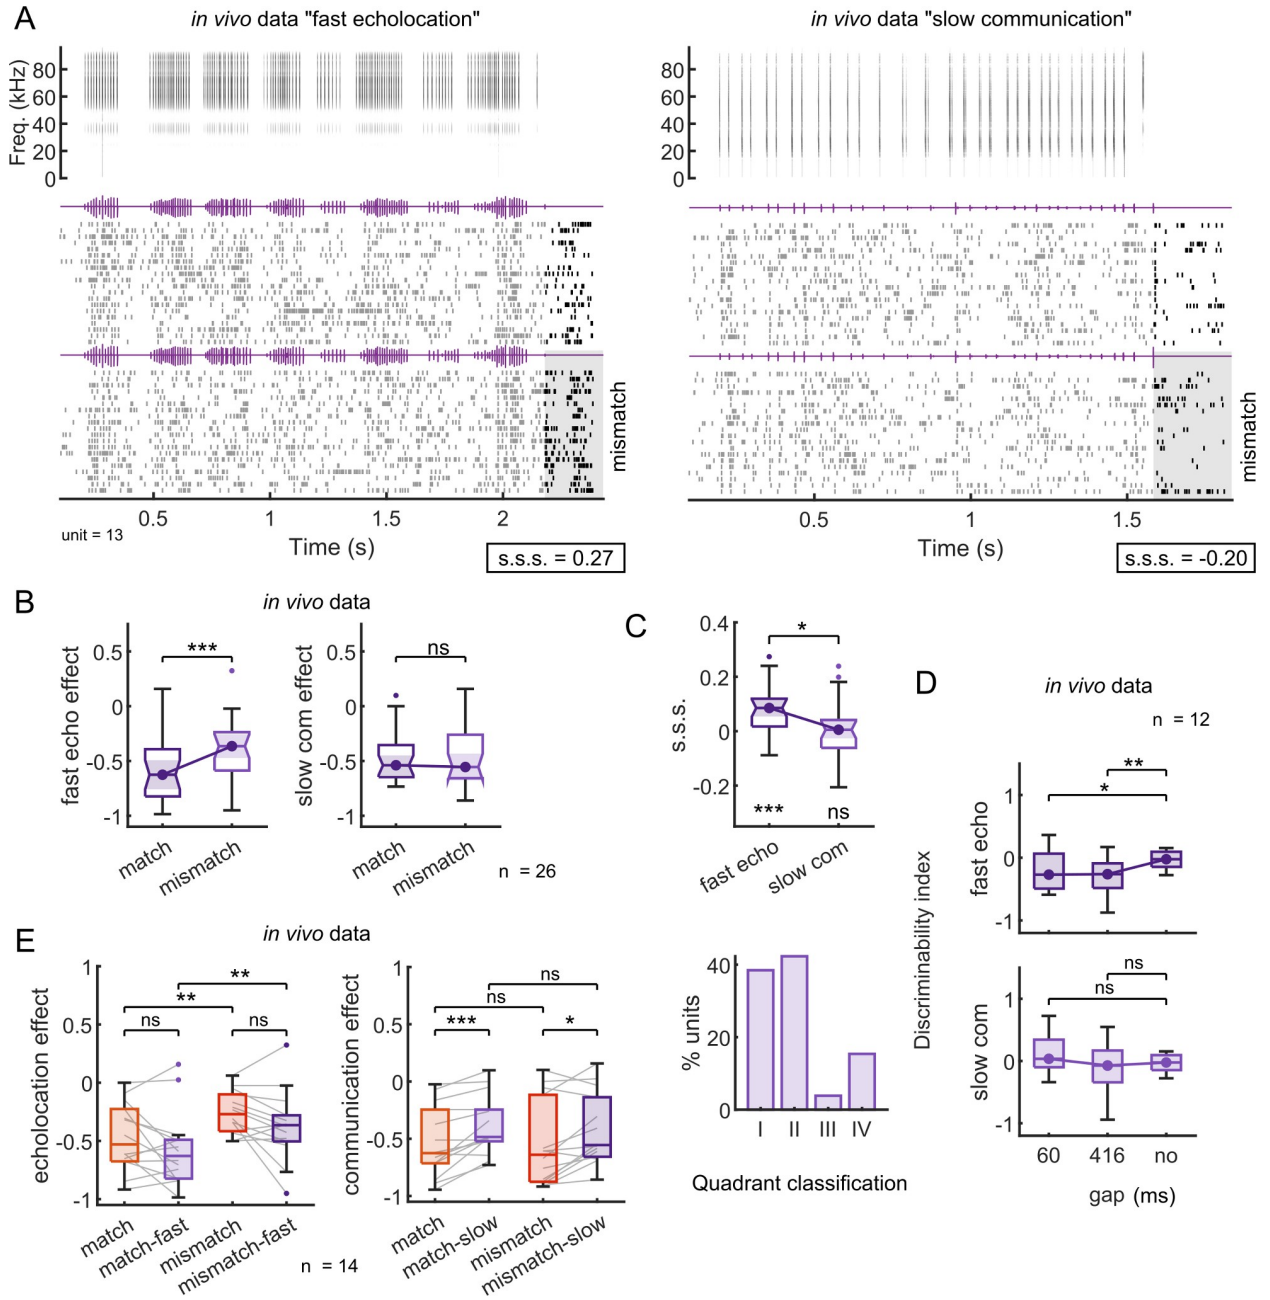 A
in vivo data "fast echolocation"
in vivo data "slow communication"
Freq. (kHz)
80
60
40
20
0
80
60
40
20
0
mismatch
mismatch
0.5
1
1.5
2
0.5
1
1.5
unit = 13
Time (s)
Time (s)
s.s.s. = 0.27
s.s.s. = -0.20
B
in vivo data
fast echo effect
0.5
0
-0.5
-1
***
match
mismatch
slow com effect
0.5
0
-0.5
-1
ns
match
mismatch
n = 26
C
s.s.s.
0.4
0.2
0
-0.2
*
***
ns
fast echo
slow com
% units
40
20
0
I
II
III
IV
Quadrant classification
D
in vivo data
n = 12
Discriminability index
fast echo
1
0
-1
**
*
slow com
1
0
-1
ns
ns
60
416
no
gap (ms)
E
in vivo data
echolocation effect
1
0.5
0
-0.5
-1
**
**
ns
ns
match
match-fast
mismatch
mismatch-fast
n = 14
communication effect
1
0.5
0
-0.5
-1
ns
ns
***
*
match
match-slow
mismatch
mismatch-slow